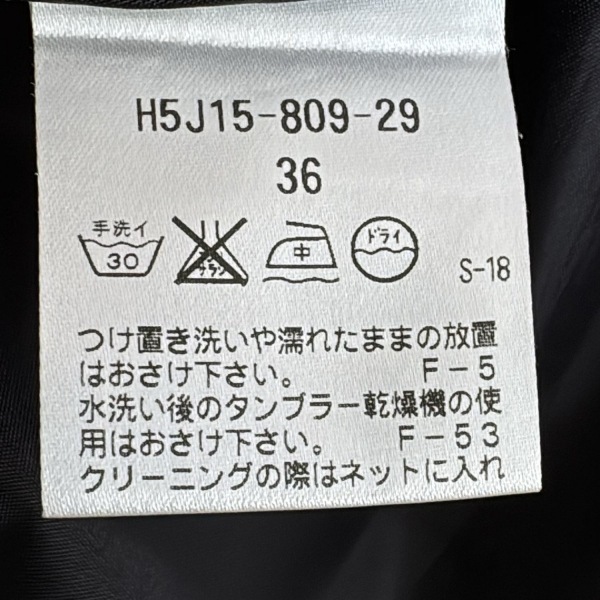 H5J15-809-29
36
手洗イ
30
サラシ
中
ドライ
S-18
つけ置き洗いや濡れたままの放置
はおさけ下さい。 F-5
水洗い後のタンブラー乾燥機の使
用はおさけ下さい。 F-53
クリーニングの際はネットに入れ